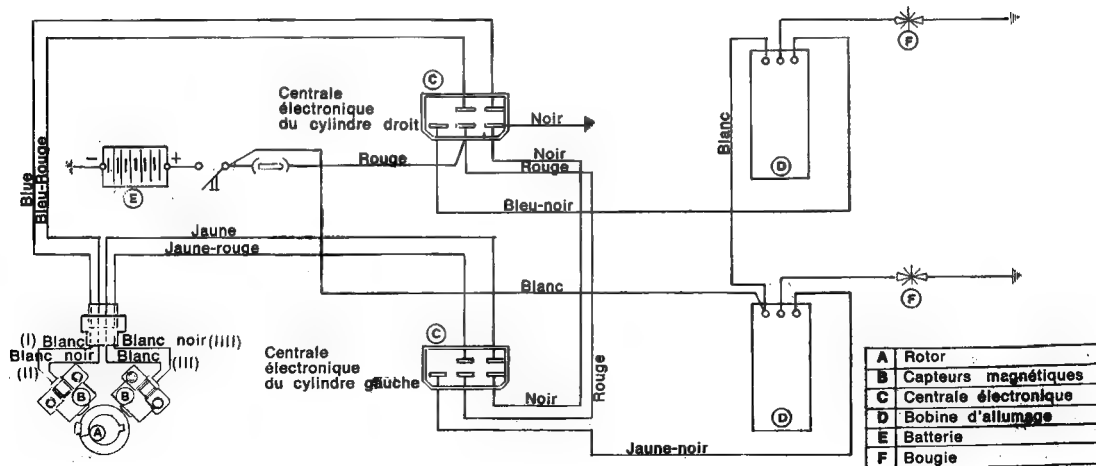 F
C
Centrale
électronique
du cylindre droit
Noir
Blanc
Rouge
Noir
Rouge
D
Blue
Bleu-Rouge
-
+
E
Bleu-noir
Jaune
Jaune-rouge
Blanc
F
C
(I) Blanc
Blanc noir (IIII)
Blanc noir
Blanc
(II)
(III)
B
B
A
Centrale
électronique
du cylindre gauche
Noir
Rouge
D
Jaune-noir
A Rotor
B Capteurs magnétiques
C Centrale électronique
D Bobine d'allumage
E Batterie
F Bougie